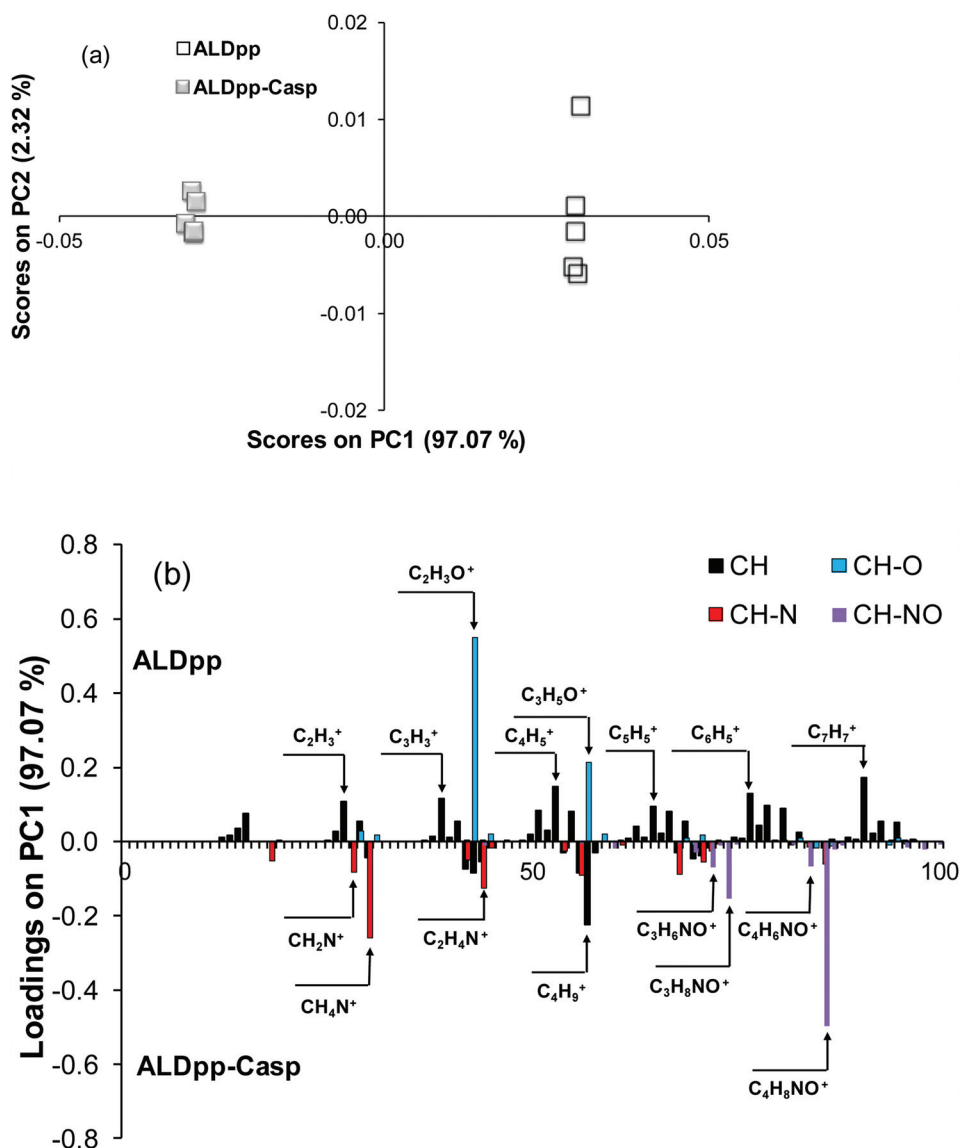 (a)
ALDpp
ALDpp-Casp
Scores on PC2 (2.32 %)
0.02
0.01
0.00
-0.01
-0.02
-0.05
0.00
0.05
Scores on PC1 (97.07 %)
(b)
CH
CH-O
CH-N
CH-NO
Loadings on PC1 (97.07 %)
0.8
0.6
0.4
0.2
0.0
-0.2
-0.4
-0.6
-0.8
0
50
100
ALDpp
ALDpp-Casp
C₂H₃O⁺
C₃H₅O⁺
C₂H₃⁺
C₃H₃⁺
C₄H₅⁺
C₅H₅⁺
C₆H₅⁺
C₇H₇⁺
CH₂N⁺
CH₄N⁺
C₂H₄N⁺
C₄H₉⁺
C₃H₆NO⁺
C₃H₈NO⁺
C₄H₆NO⁺
C₄H₈NO⁺